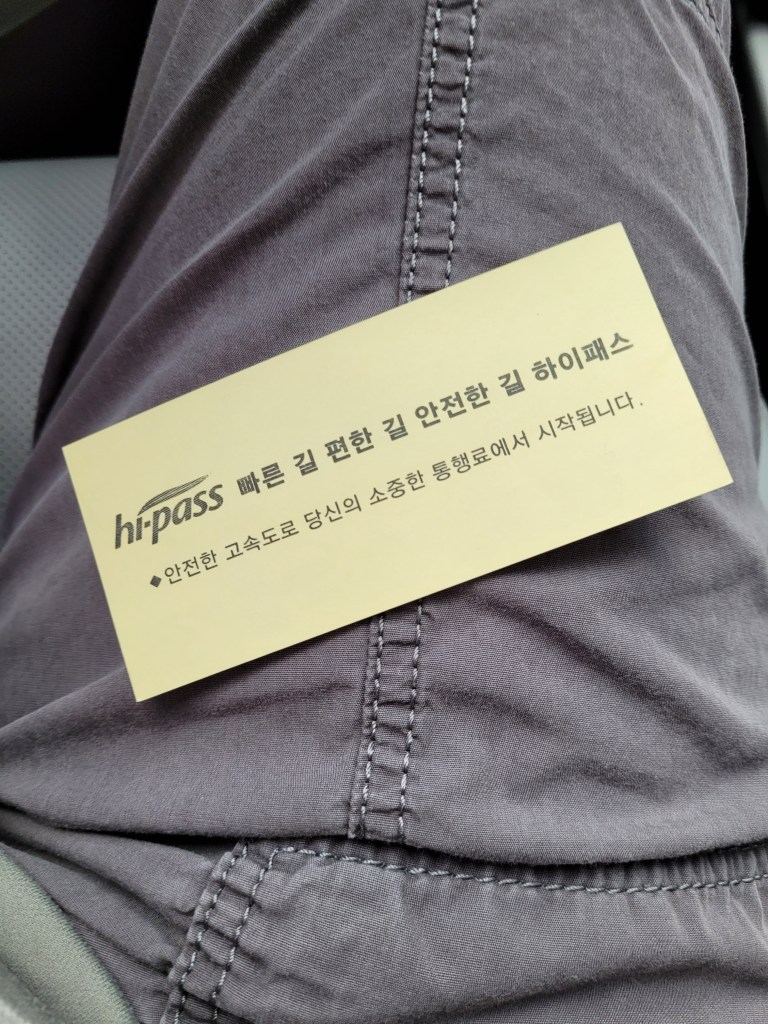 hi-pass 빠른 길 편한 길 안전한 길 하이패스
◆안전한 고속도로 당신의 소중한 통행료에서 시작됩니다.